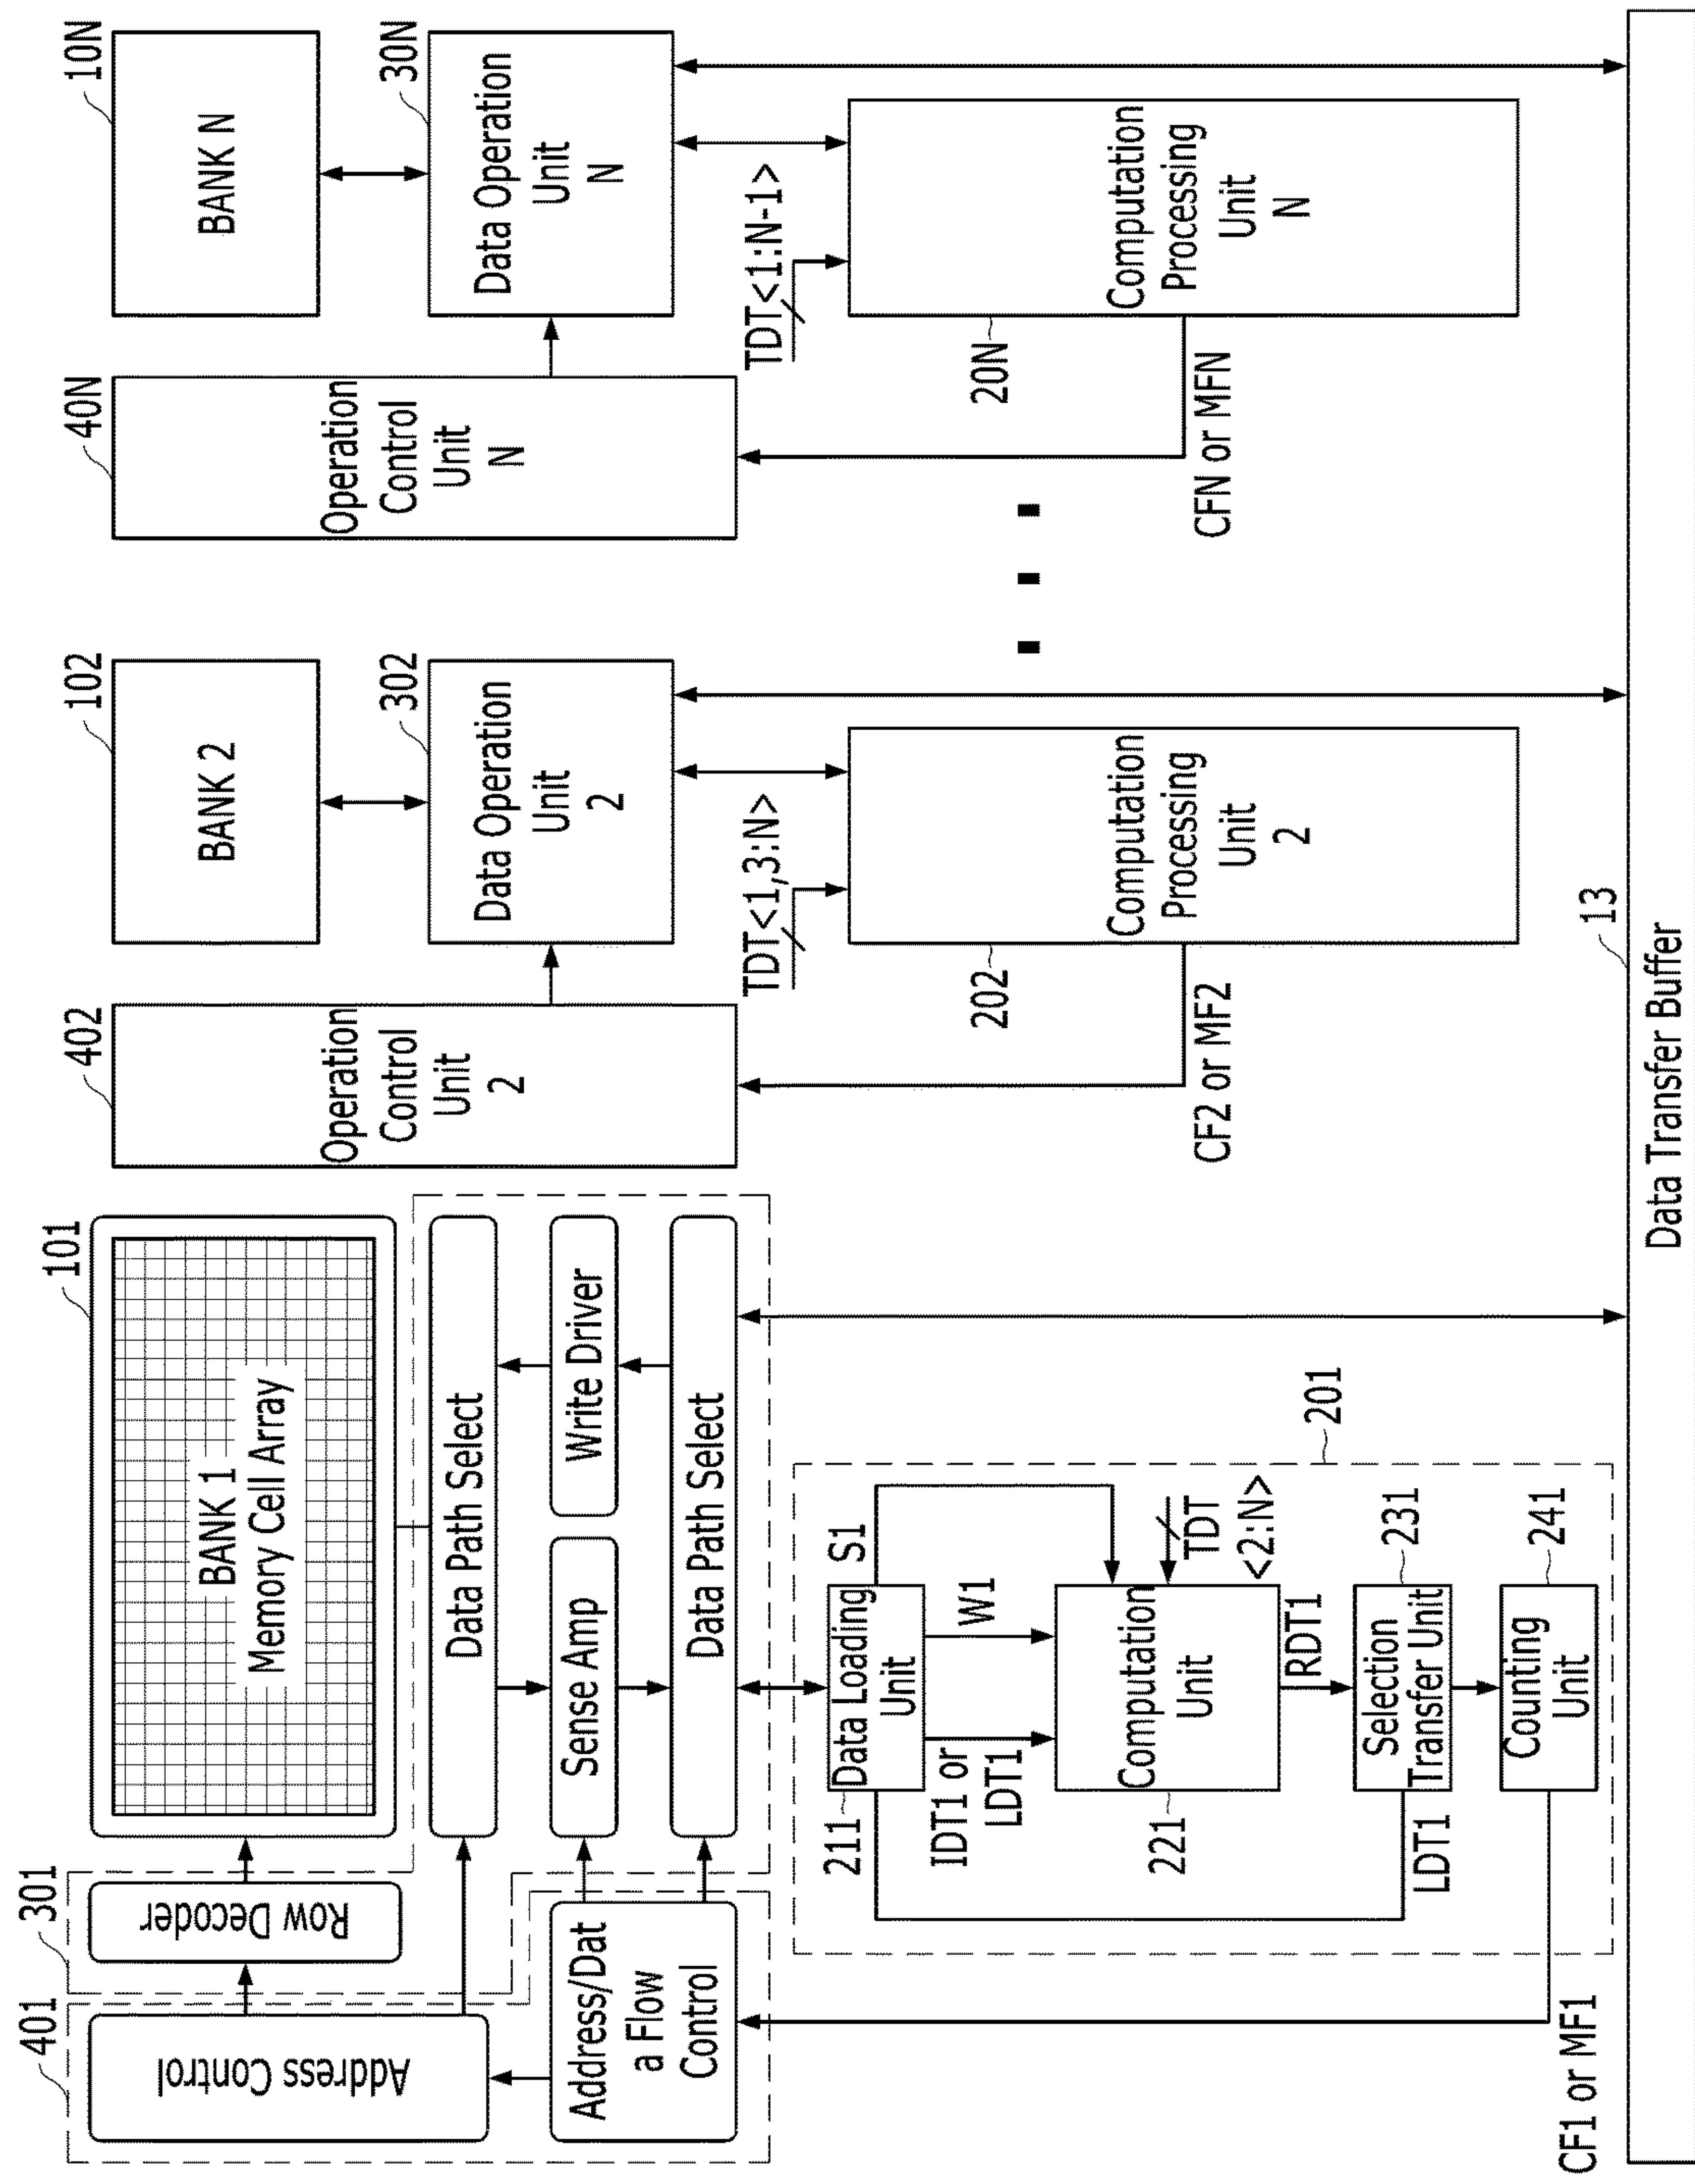 401
301
101
Address Control
Row Decoder
BANK 1
Memory Cell Array
Address/Dat
a Flow
Control
Data Path Select
Sense Amp
Write Driver
Data Path Select
201
211
Data Loading
Unit
S1
IDT1 or
LDT1
W1
221
Computation
Unit
TDT
<2:N>
RDT1
LDT1
Selection
Transfer Unit
231
Counting
Unit
241
CF1 or MF1
402
102
Operation
Control
Unit
2
BANK 2
302
Data Operation
Unit
2
TDT<1,3:N>
202
Computation
Processing
Unit
2
CF2 or MF2
40N
10N
Operation
Control
Unit
N
BANK N
30N
Data Operation
Unit
N
TDT<1:N-1>
20N
Computation
Processing
Unit
N
CFN or MFN
13
Data Transfer Buffer